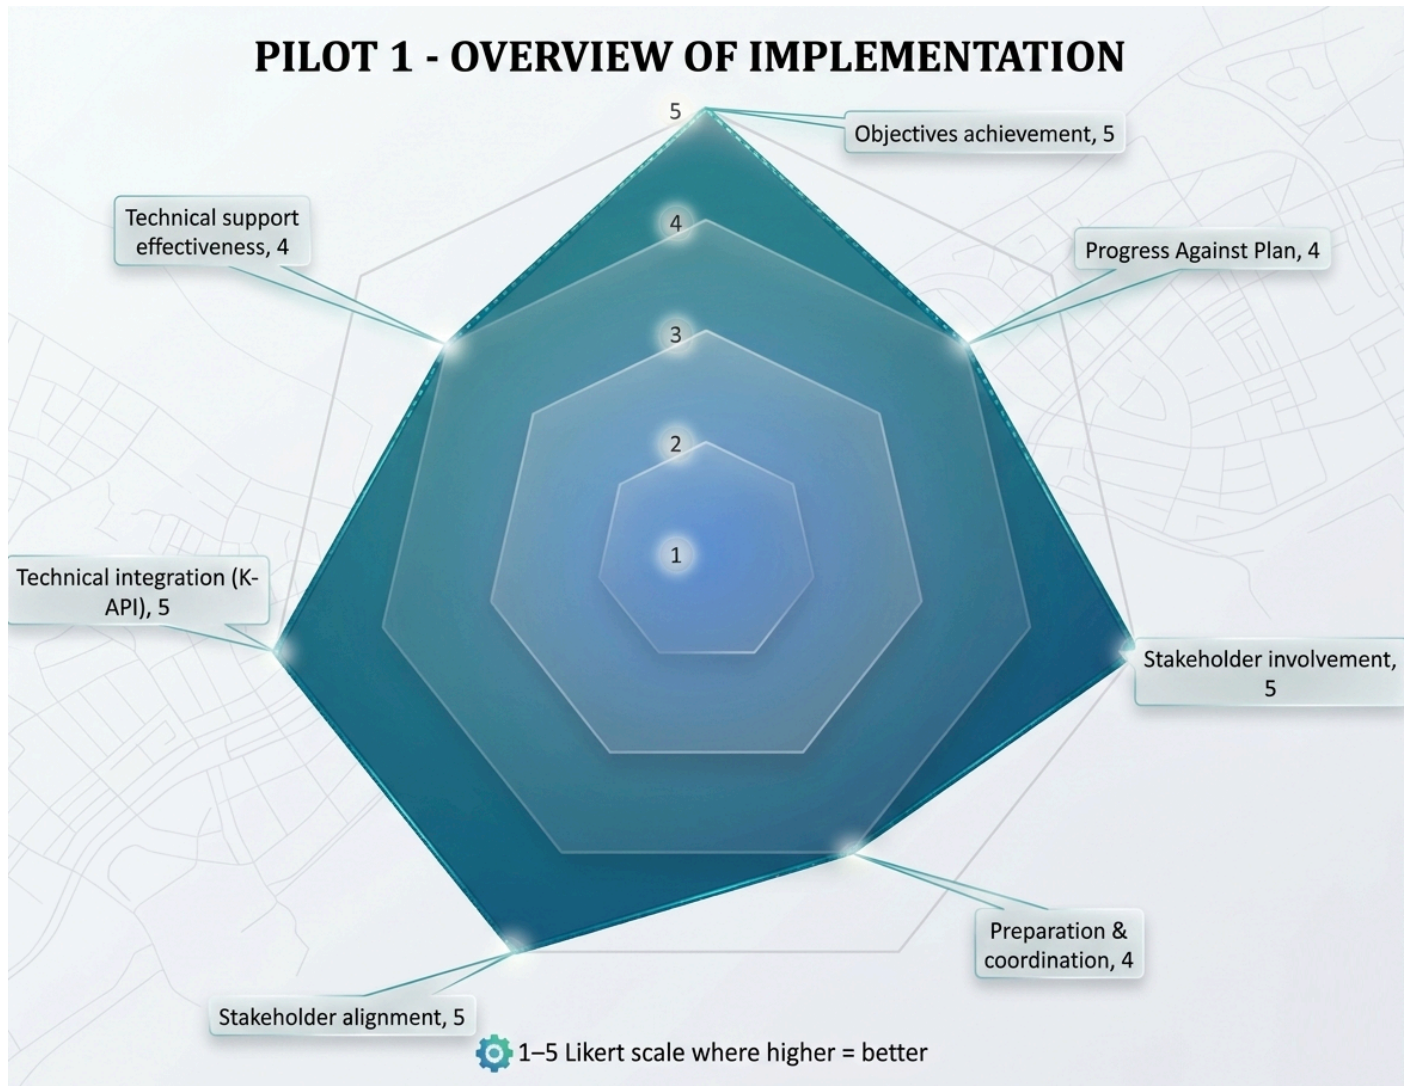 PILOT 1 - OVERVIEW OF IMPLEMENTATION
5
Objectives achievement, 5
Technical support
effectiveness, 4
4
Progress Against Plan, 4
3
2
1
Technical integration (K-
API), 5
Stakeholder involvement,
5
Preparation &
coordination, 4
Stakeholder alignment, 5
1–5 Likert scale where higher = better